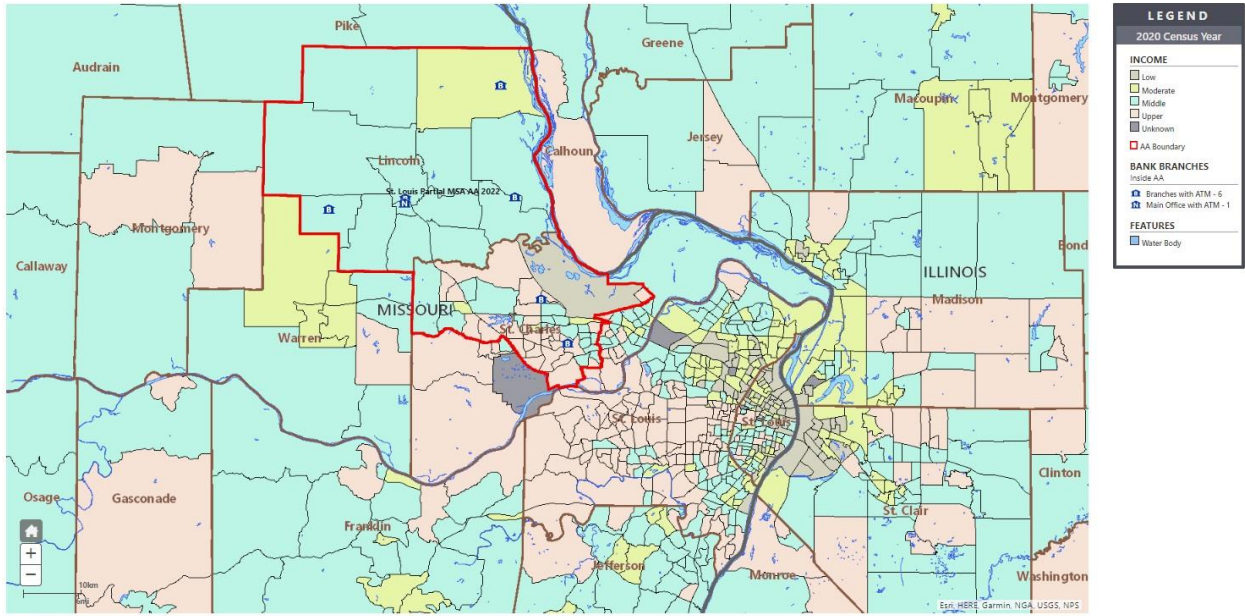 Pike
Greene
Audrain
Macoupin
Montgomery
Jersey
Calhoun
Lincoln
St. Louis Partial MSA AA 2022
Montgomery
Bond
Callaway
ILLINOIS
Madison
MISSOURI
St. Charles
Warren
St. Louis
St. Louis
Clinton
Osage
Gasconade
St. Clair
Franklin
Jefferson
Monroe
Washington
+
−
10km
6mi
Esri, HERE, Garmin, NGA, USGS, NPS
LEGEND
2020 Census Year
INCOME
Low
Moderate
Middle
Upper
Unknown
AA Boundary
BANK BRANCHES
Inside AA
B Branches with ATM - 6
N Main Office with ATM - 1
FEATURES
Water Body